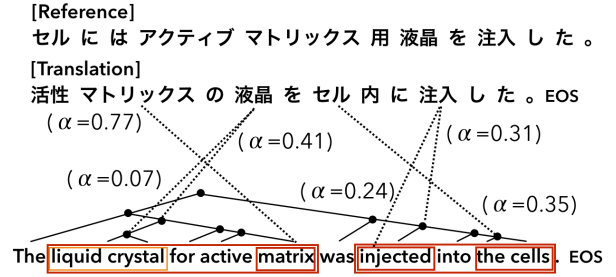 [Reference]
セル に は アクティブ マトリックス 用 液晶 を 注入 し た 。
[Translation]
活性 マトリックス の 液晶 を セル 内 に 注入 し た 。 EOS
(α=0.77)
(α=0.41)
(α=0.31)
(α=0.07)
(α=0.24)
(α=0.35)
The liquid crystal for active matrix was injected into the cells . EOS